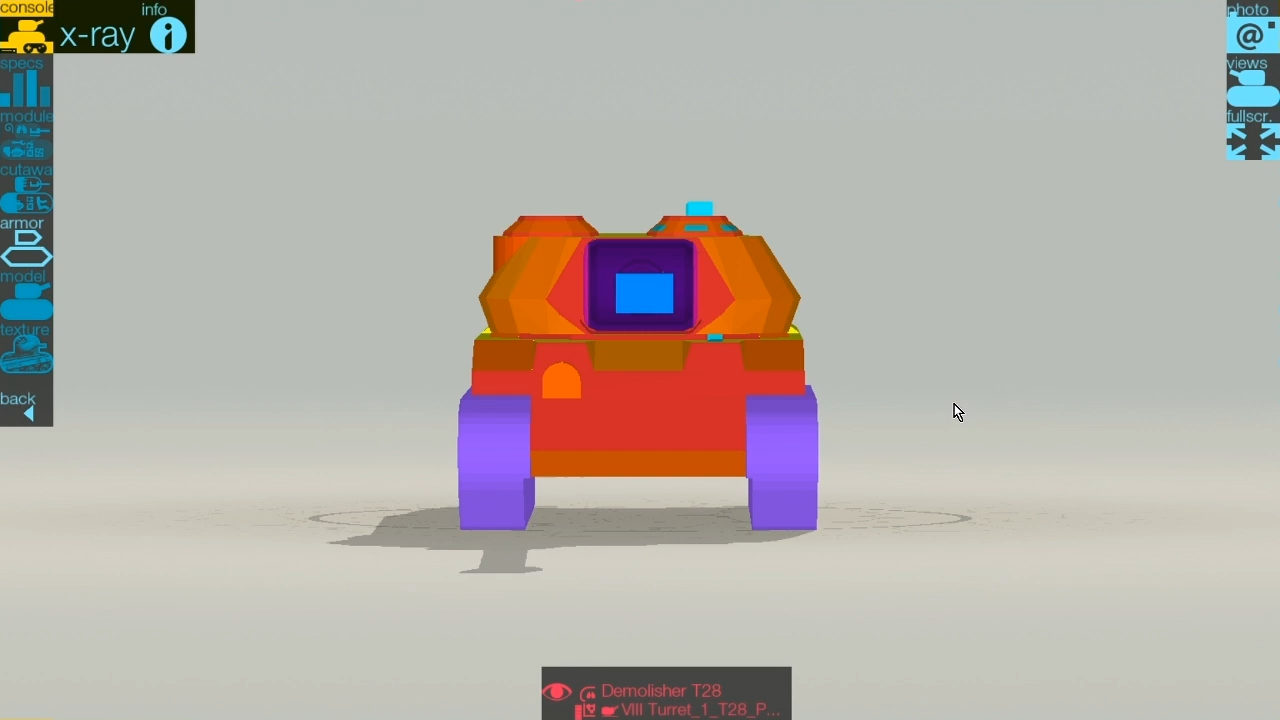 console
info
x-ray
specs
module
cutawa
armor
model
texture
back
photo
@
views
fullscr.
Demolisher T28
VIII Turret_1_T28_P...